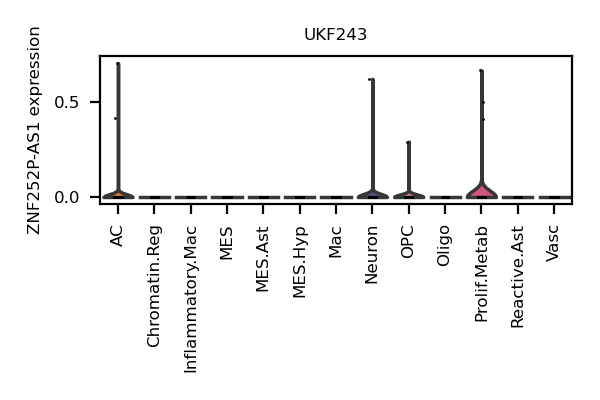 UKF243
ZNF252P-AS1 expression
0.5
0.0
AC
Chromatin.Reg
Inflammatory.Mac
MES
MES.Ast
MES.Hyp
Mac
Neuron
OPC
Oligo
Prolif.Metab
Reactive.Ast
Vasc